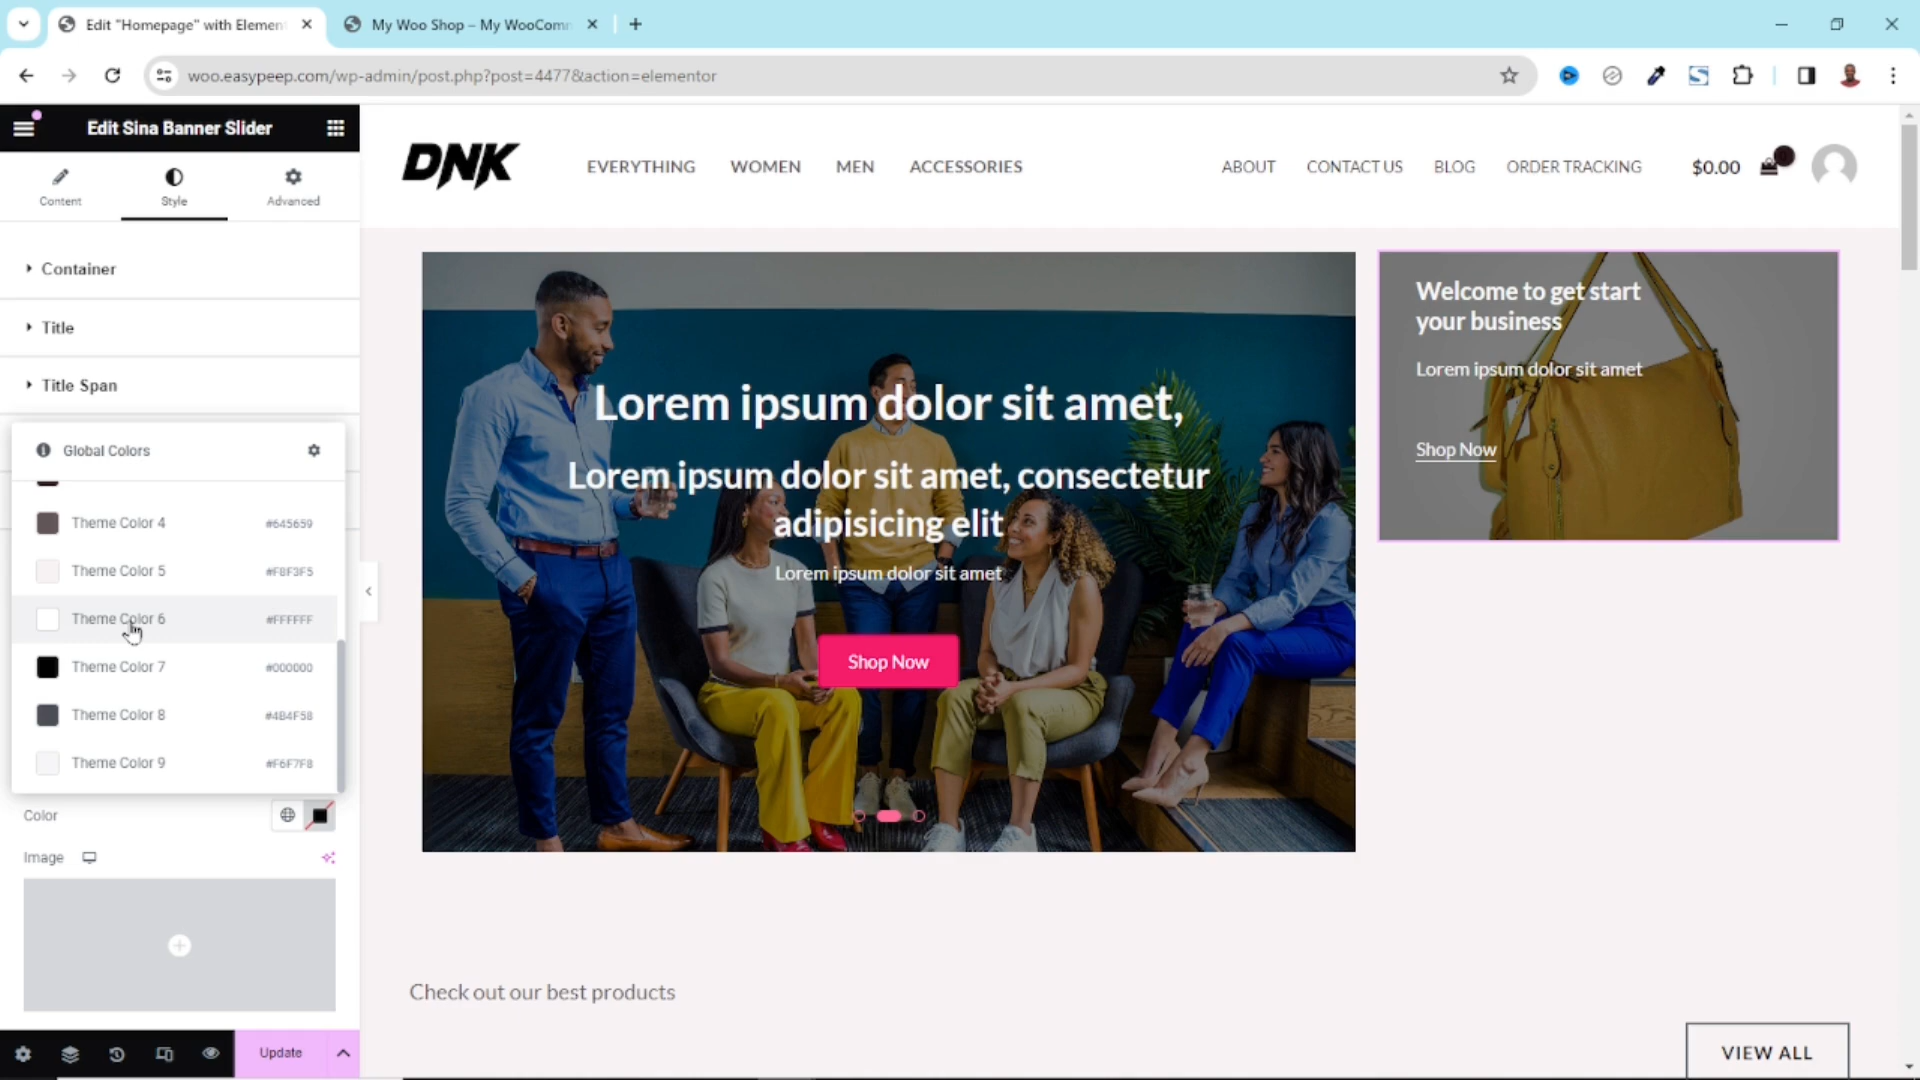 Edit "Homepage" with Element
My Woo Shop – My WooComm
woo.easypeep.com/wp-admin/post.php?post=4477&action=elementor
Edit Sina Banner Slider
Content
Style
Advanced
Container
Title
Title Span
Global Colors
Theme Color 4 #645659
Theme Color 5 #F8F3F5
Theme Color 6 #FFFFFF
Theme Color 7 #000000
Theme Color 8 #4B4F58
Theme Color 9 #F6F7F8
Color
Image
Update
DNK
EVERYTHING WOMEN MEN ACCESSORIES ABOUT CONTACT US BLOG ORDER TRACKING $0.00
Lorem ipsum dolor sit amet,
Lorem ipsum dolor sit amet, consectetur
adipisicing elit
Lorem ipsum dolor sit amet
Shop Now
Welcome to get start
your business
Lorem ipsum dolor sit amet
Shop Now
Check out our best products
VIEW ALL